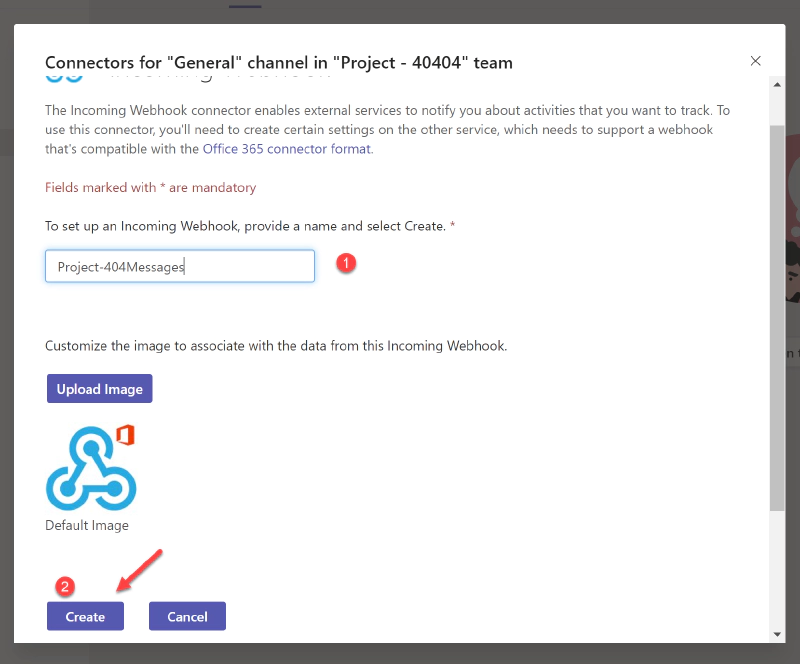 Connectors for "General" channel in "Project - 40404" team
Incoming Webhook
The Incoming Webhook connector enables external services to notify you about activities that you want to track. To
use this connector, you'll need to create certain settings on the other service, which needs to support a webhook
that's compatible with the Office 365 connector format.
Fields marked with * are mandatory
To set up an Incoming Webhook, provide a name and select Create. *
Project-404Messages
1
Customize the image to associate with the data from this Incoming Webhook.
Upload Image
Default Image
2
Create Cancel